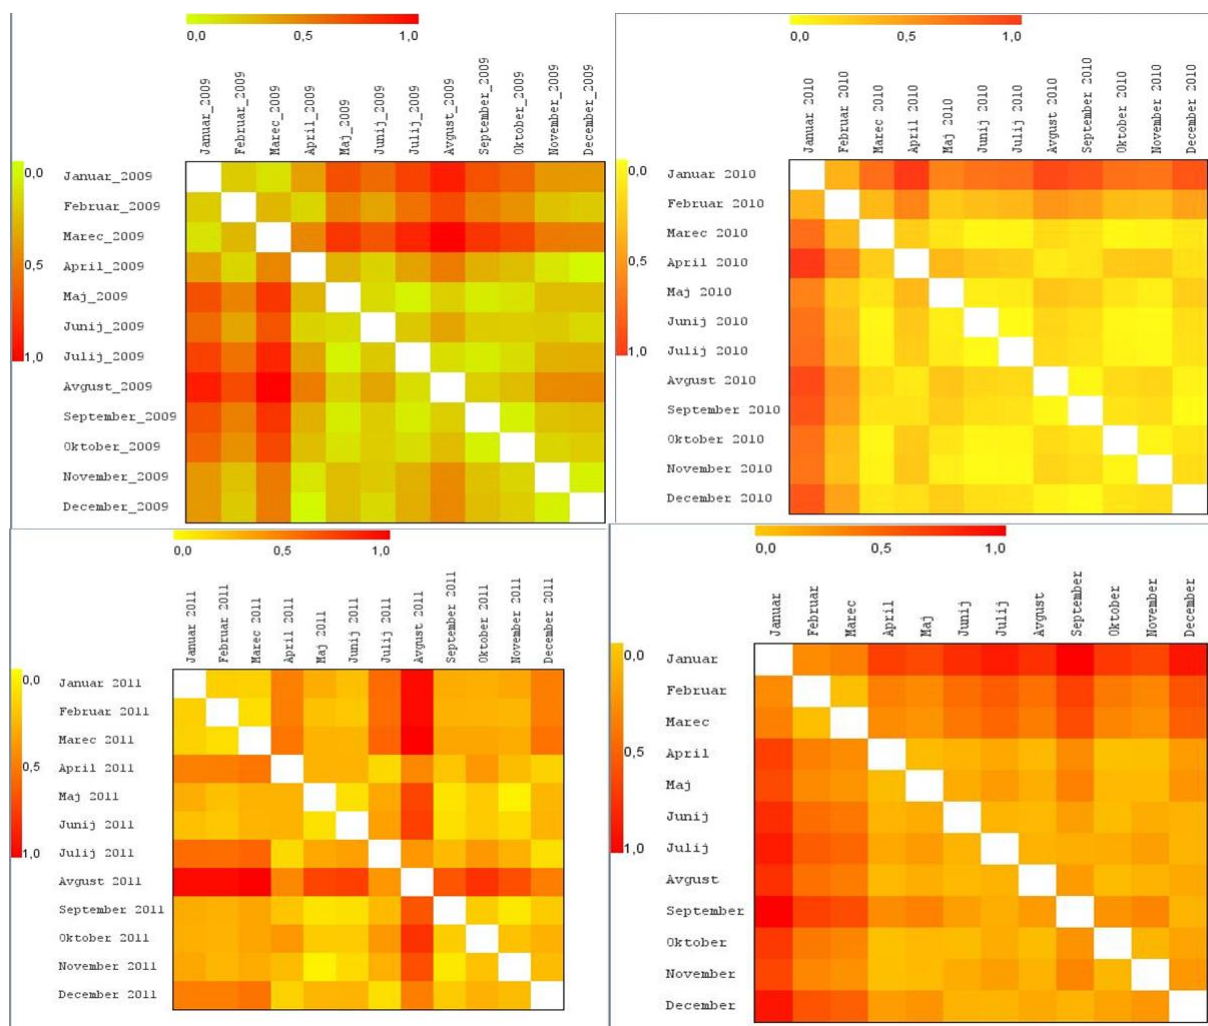 0,0 0,5 1,0
Januar_2009 Februar_2009 Marec_2009 April_2009 Maj_2009 Junij_2009 Julij_2009 Avgust_2009 September_2009 Oktober_2009 November_2009 December_2009
0,0
0,5
1,0
Januar_2009
Februar_2009
Marec_2009
April_2009
Maj_2009
Junij_2009
Julij_2009
Avgust_2009
September_2009
Oktober_2009
November_2009
December_2009
0,0 0,5 1,0
Januar 2010 Februar 2010 Marec 2010 April 2010 Maj 2010 Junij 2010 Julij 2010 Avgust 2010 September 2010 Oktober 2010 November 2010 December 2010
0,0
0,5
1,0
Januar 2010
Februar 2010
Marec 2010
April 2010
Maj 2010
Junij 2010
Julij 2010
Avgust 2010
September 2010
Oktober 2010
November 2010
December 2010
0,0 0,5 1,0
Januar 2011 Februar 2011 Marec 2011 April 2011 Maj 2011 Junij 2011 Julij 2011 Avgust 2011 September 2011 Oktober 2011 November 2011 December 2011
0,0
0,5
1,0
Januar 2011
Februar 2011
Marec 2011
April 2011
Maj 2011
Junij 2011
Julij 2011
Avgust 2011
September 2011
Oktober 2011
November 2011
December 2011
0,0 0,5 1,0
Januar Februar Marec April Maj Junij Julij Avgust September Oktober November December
0,0
0,5
1,0
Januar
Februar
Marec
April
Maj
Junij
Julij
Avgust
September
Oktober
November
December